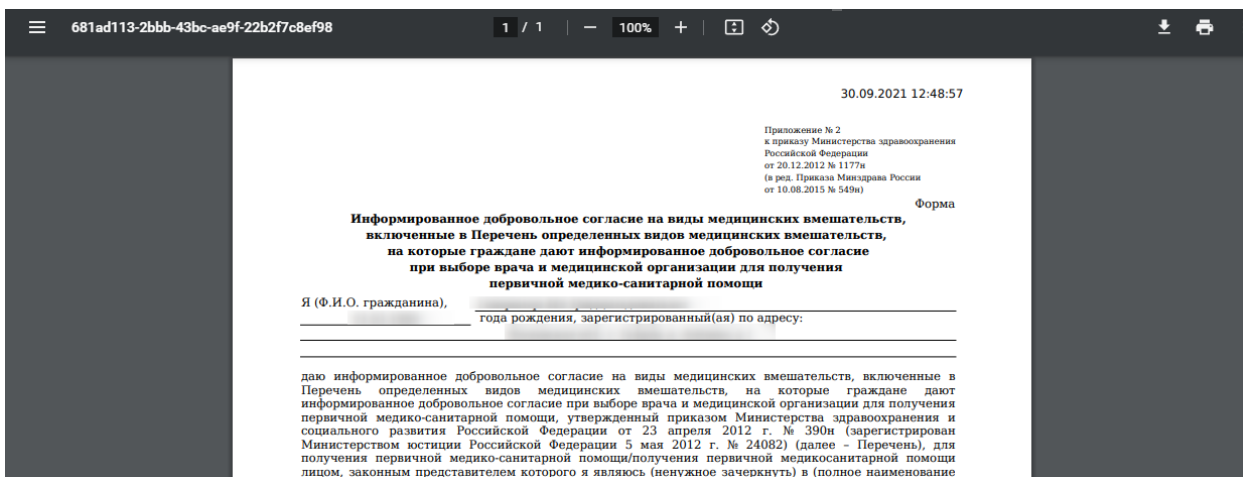 681ad113-2bbb-43bc-ae9f-22b2f7c8ef98 1 / 1 100%
30.09.2021 12:48:57
Приложение № 2
к приказу Министерства здравоохранения
Российской Федерации
от 20.12.2012 № 1177н
(в ред. Приказа Минздрава России
от 10.08.2015 № 549н)
Форма
Информированное добровольное согласие на виды медицинских вмешательств,
включенные в Перечень определенных видов медицинских вмешательств,
на которые граждане дают информированное добровольное согласие
при выборе врача и медицинской организации для получения
первичной медико-санитарной помощи
Я (Ф.И.О. гражданина),
года рождения, зарегистрированный(ая) по адресу:
даю информированное добровольное согласие на виды медицинских вмешательств, включенные в
Перечень определенных видов медицинских вмешательств, на которые граждане дают
информированное добровольное согласие при выборе врача и медицинской организации для получения
первичной медико-санитарной помощи, утвержденный приказом Министерства здравоохранения и
социального развития Российской Федерации от 23 апреля 2012 г. № 390н (зарегистрирован
Министерством юстиции Российской Федерации 5 мая 2012 г. № 24082) (далее – Перечень), для
получения первичной медико-санитарной помощи/получения первичной медикосанитарной помощи
лицом, законным представителем которого я являюсь (ненужное зачеркнуть) в (полное наименование